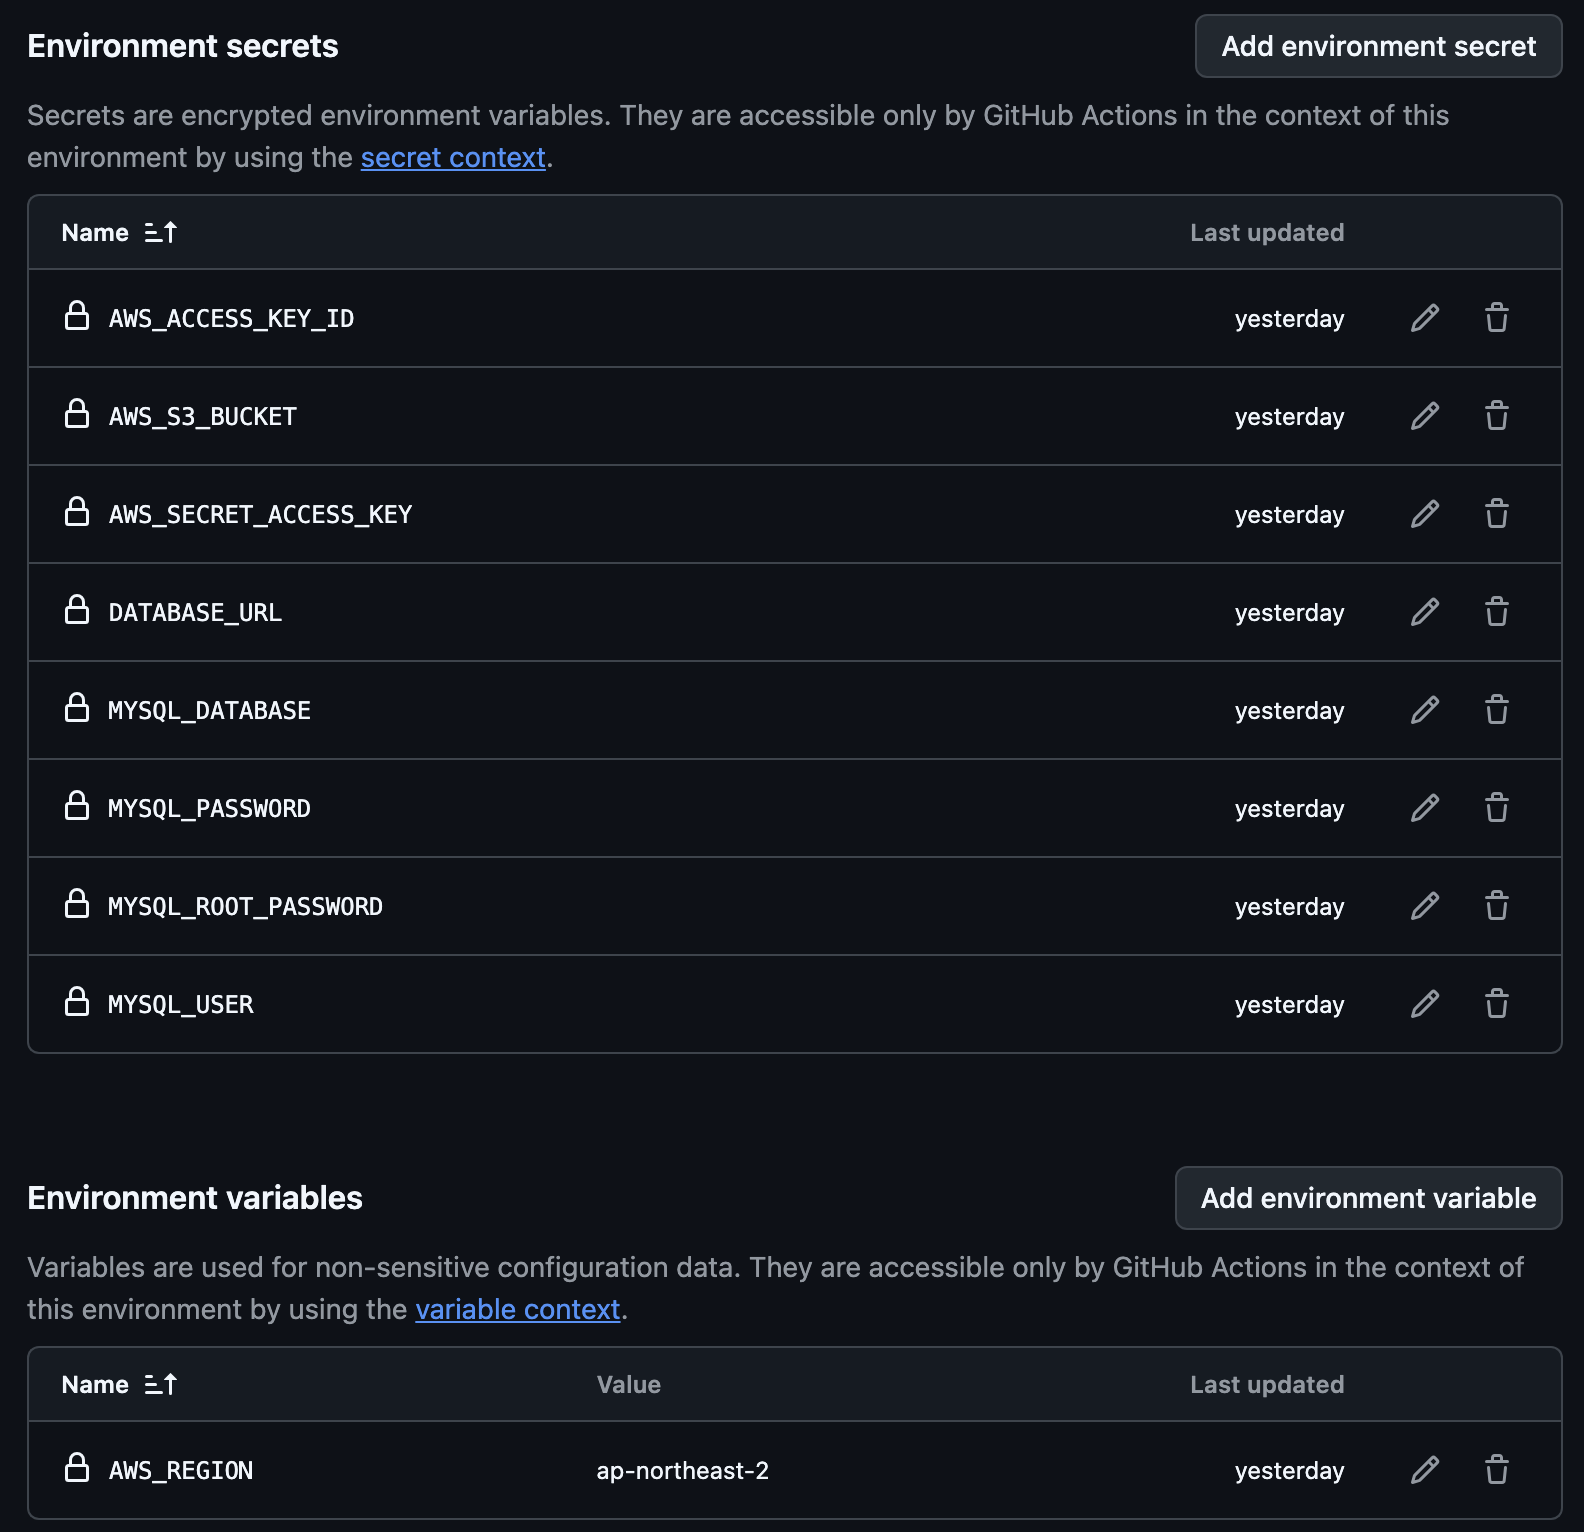 Environment secrets
Add environment secret
Secrets are encrypted environment variables. They are accessible only by GitHub Actions in the context of this
environment by using the secret context.
Name Last updated
AWS_ACCESS_KEY_ID yesterday
AWS_S3_BUCKET yesterday
AWS_SECRET_ACCESS_KEY yesterday
DATABASE_URL yesterday
MYSQL_DATABASE yesterday
MYSQL_PASSWORD yesterday
MYSQL_ROOT_PASSWORD yesterday
MYSQL_USER yesterday
Environment variables
Add environment variable
Variables are used for non-sensitive configuration data. They are accessible only by GitHub Actions in the context of
this environment by using the variable context.
Name Value Last updated
AWS_REGION ap-northeast-2 yesterday